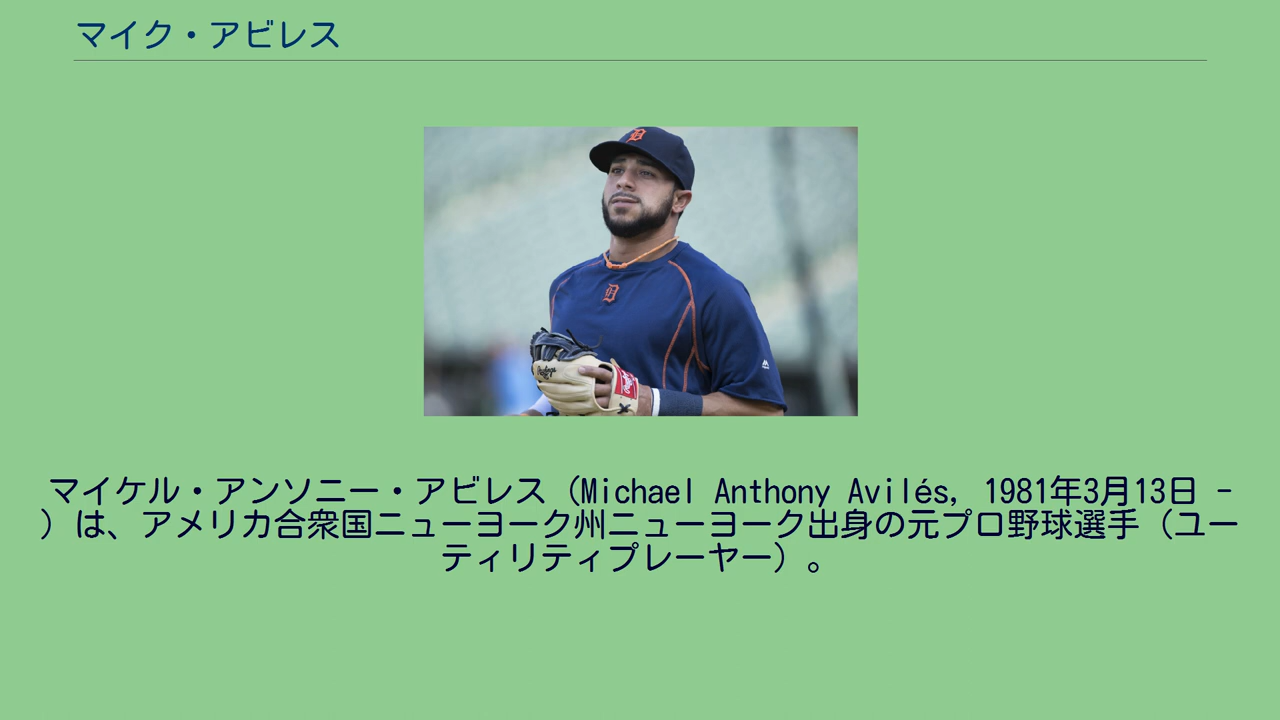 マイク・アビレス
マイケル・アンソニー・アビレス（Michael Anthony Avilés, 1981年3月13日 -
）は、アメリカ合衆国ニューヨーク州ニューヨーク出身の元プロ野球選手（ユー
ティリティプレーヤー）。